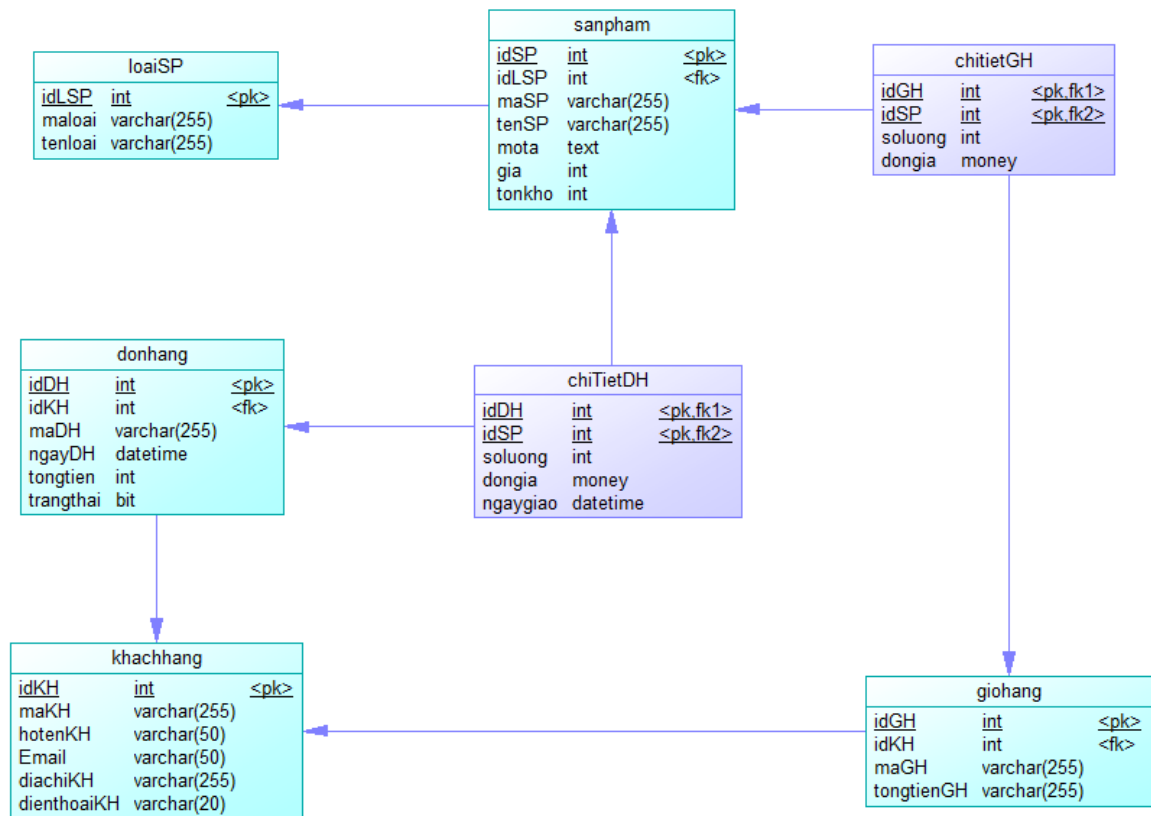 loaiSP
idLSP int <pk>
maloai varchar(255)
tenloai varchar(255)
sanpham
idSP int <pk>
idLSP int <fk>
maSP varchar(255)
tenSP varchar(255)
mota text
gia int
tonkho int
chitietGH
idGH int <pk,fk1>
idSP int <pk,fk2>
soluong int
dongia money
donhang
idDH int <pk>
idKH int <fk>
maDH varchar(255)
ngayDH datetime
tongtien int
trangthai bit
chiTietDH
idDH int <pk,fk1>
idSP int <pk,fk2>
soluong int
dongia money
ngaygiao datetime
khachhang
idKH int <pk>
maKH varchar(255)
hotenKH varchar(50)
Email varchar(50)
diachiKH varchar(255)
dienthoaiKH varchar(20)
giohang
idGH int <pk>
idKH int <fk>
maGH varchar(255)
tongtienGH varchar(255)